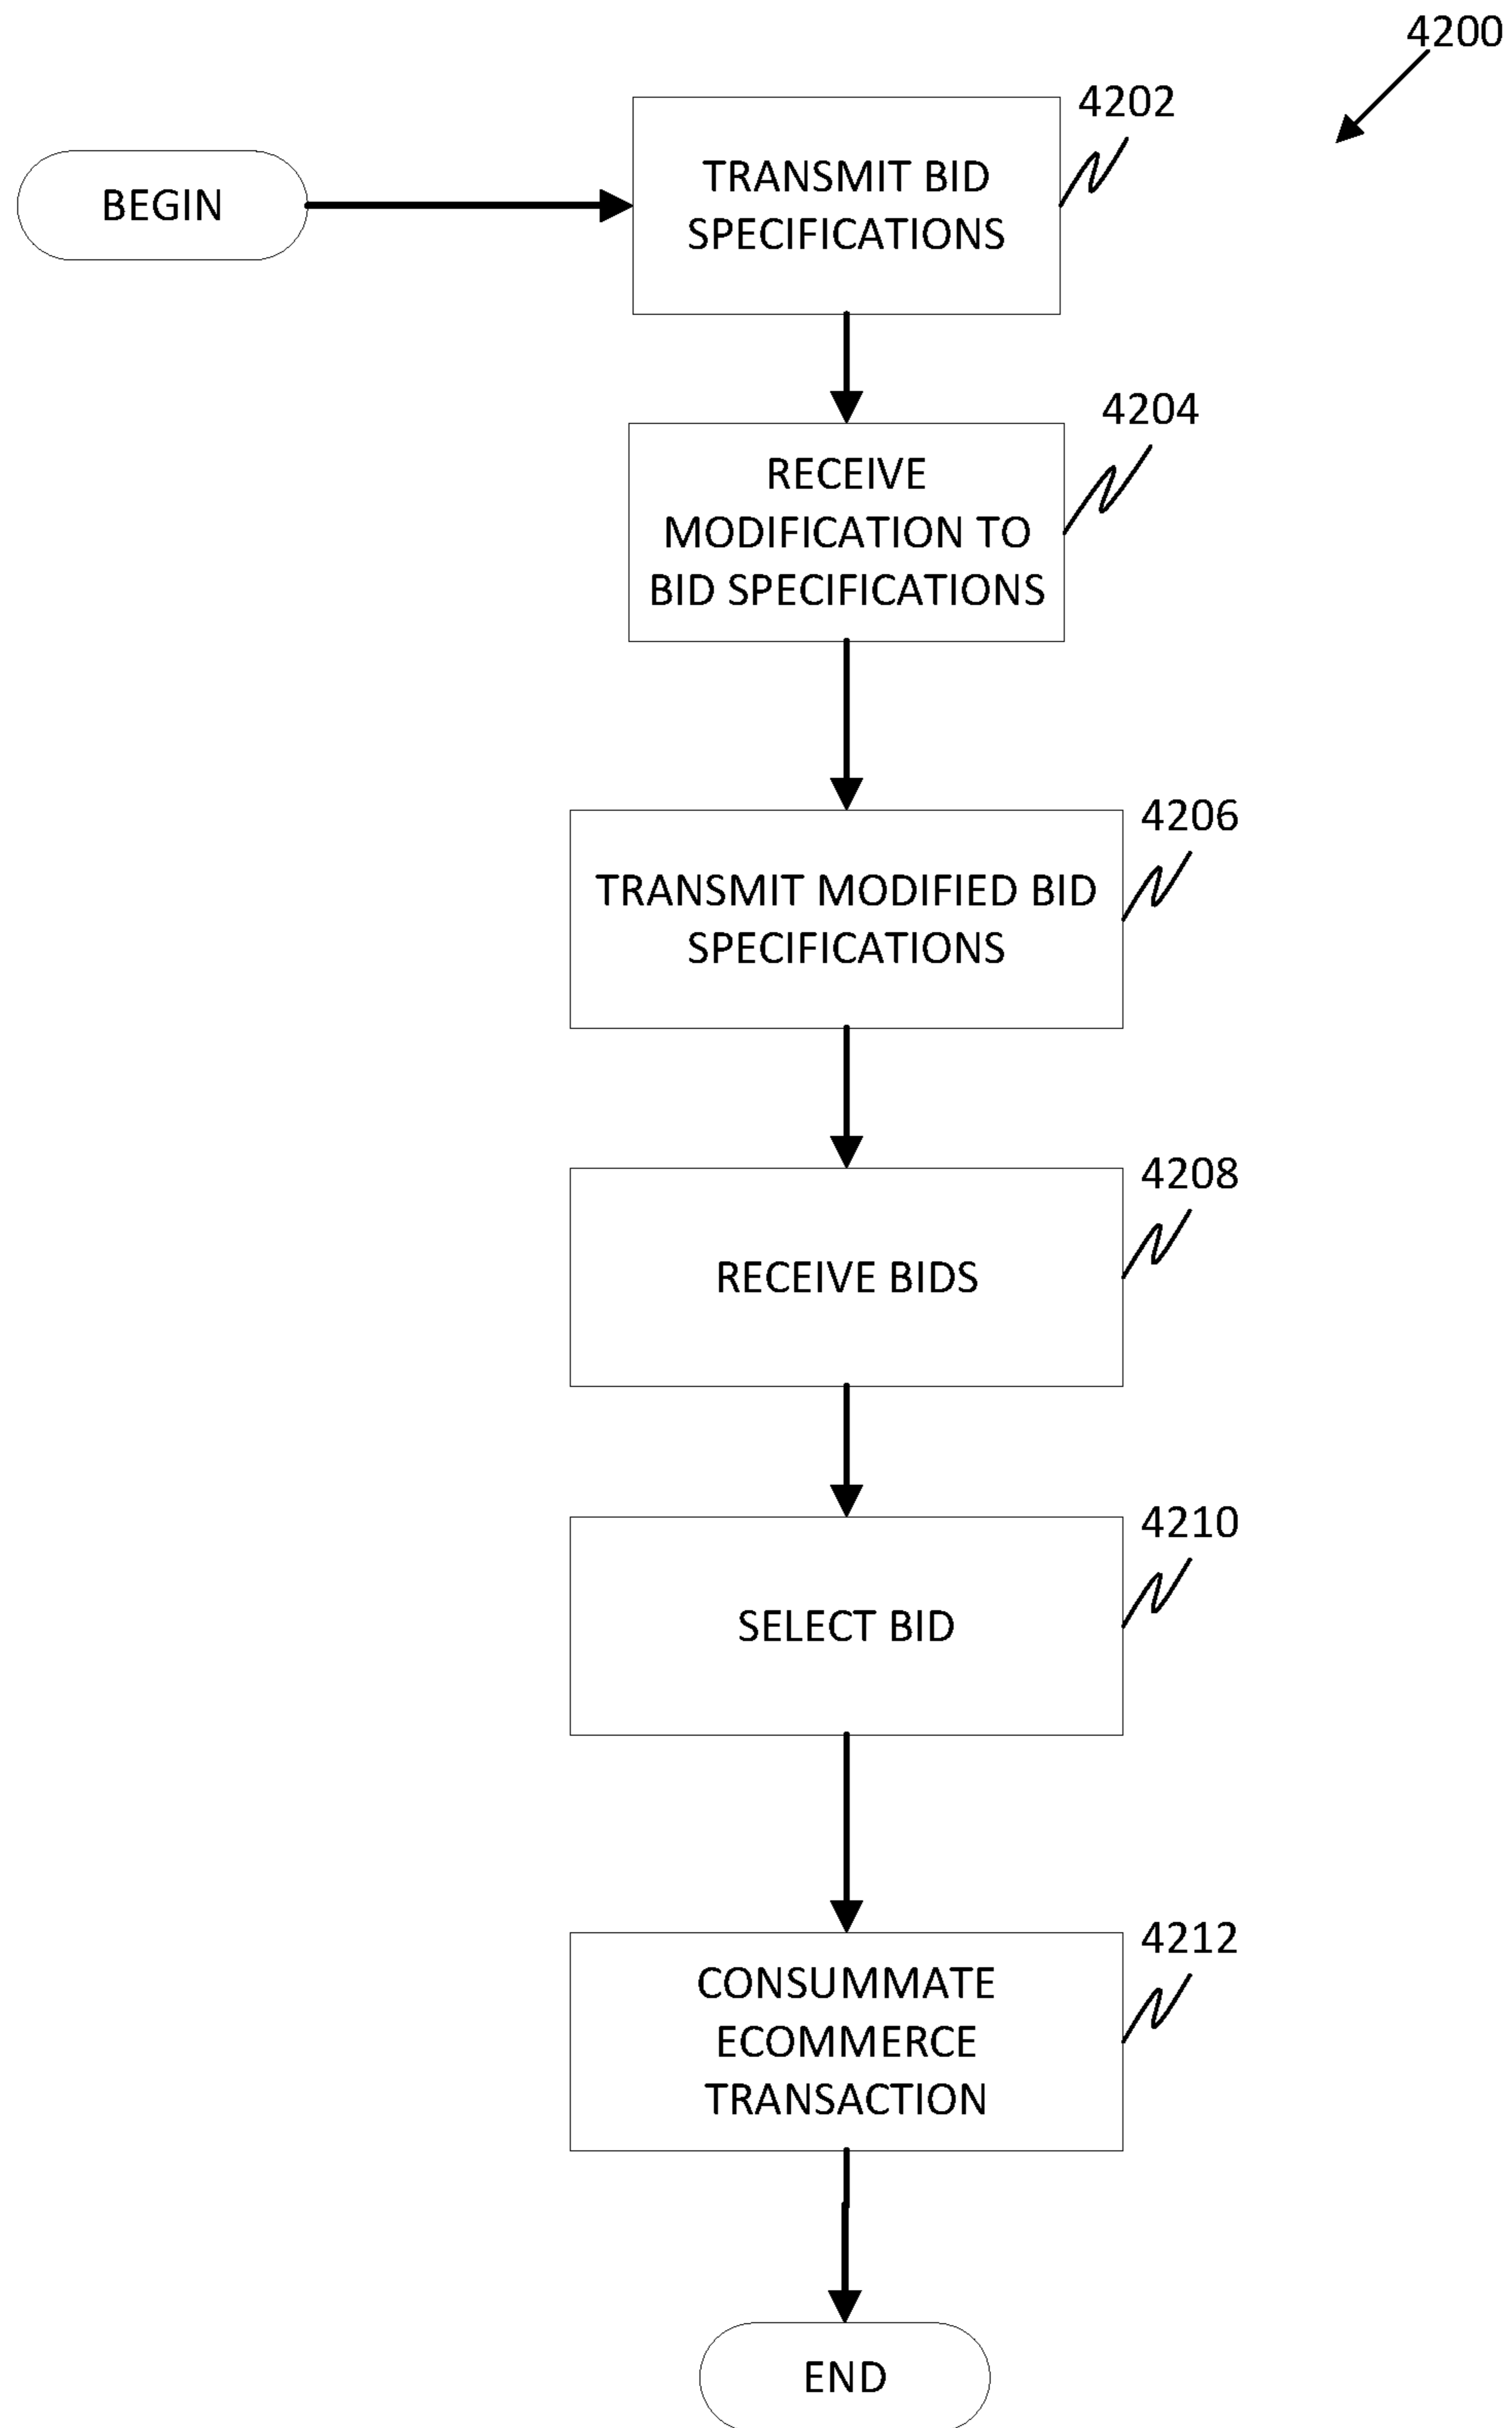 4200
4202
BEGIN
TRANSMIT BID
SPECIFICATIONS
4204
RECEIVE
MODIFICATION TO
BID SPECIFICATIONS
4206
TRANSMIT MODIFIED BID
SPECIFICATIONS
4208
RECEIVE BIDS
4210
SELECT BID
4212
CONSUMMATE
ECOMMERCE
TRANSACTION
END